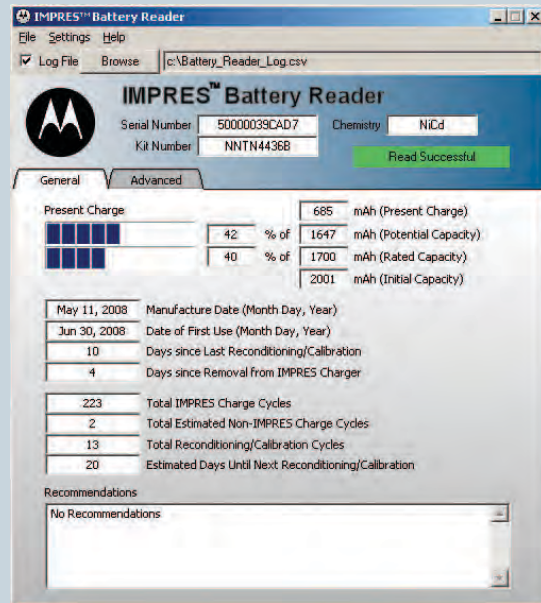 IMPRES™ Battery Reader
File Settings Help
Log File Browse c:\Battery_Reader_Log.csv
IMPRES™ Battery Reader
Serial Number 50000039CAD7 Chemistry NiCd
Kit Number NNTN4436B
Read Successful
General Advanced
Present Charge
685 mAh (Present Charge)
42 % of 1647 mAh (Potential Capacity)
40 % of 1700 mAh (Rated Capacity)
2001 mAh (Initial Capacity)
May 11, 2008 Manufacture Date (Month Day, Year)
Jun 30, 2008 Date of First Use (Month Day, Year)
10 Days since Last Reconditioning/Calibration
4 Days since Removal from IMPRES Charger
223 Total IMPRES Charge Cycles
2 Total Estimated Non-IMPRES Charge Cycles
13 Total Reconditioning/Calibration Cycles
20 Estimated Days Until Next Reconditioning/Calibration
Recommendations
No Recommendations